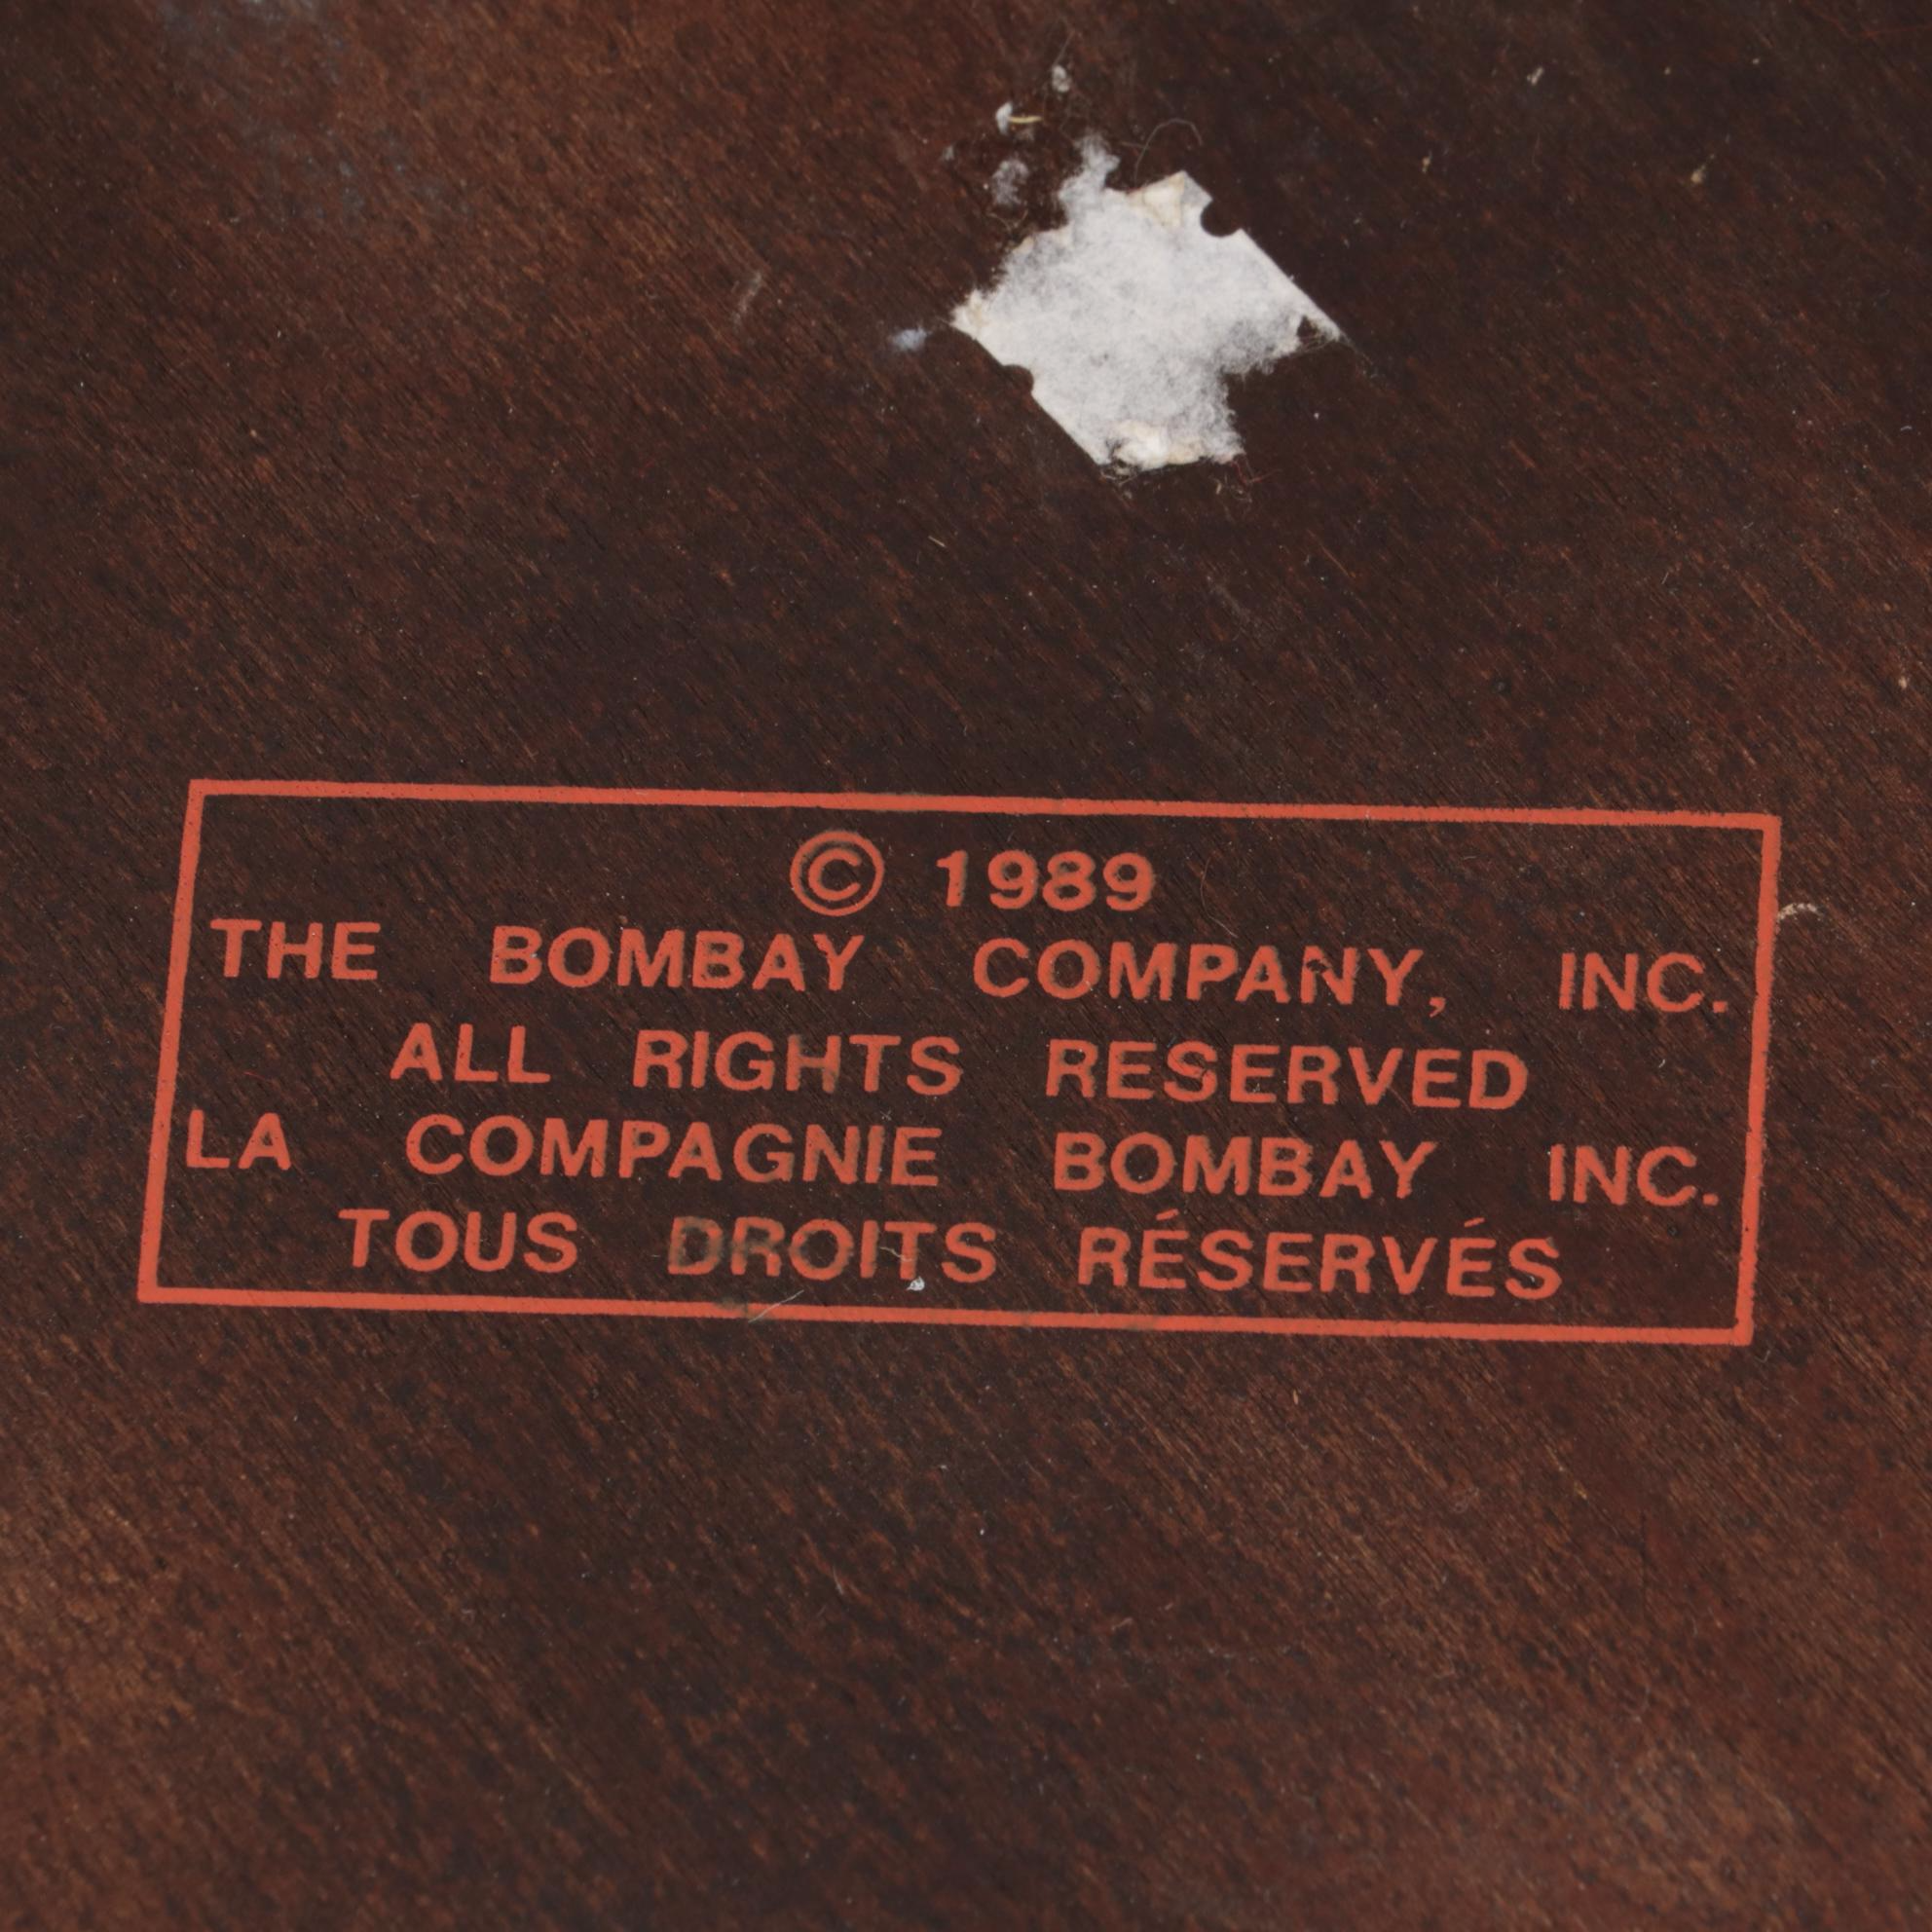 © 1989
THE BOMBAY COMPANY, INC.
ALL RIGHTS RESERVED
LA COMPAGNIE BOMBAY INC.
TOUS DROITS RÉSERVÉS